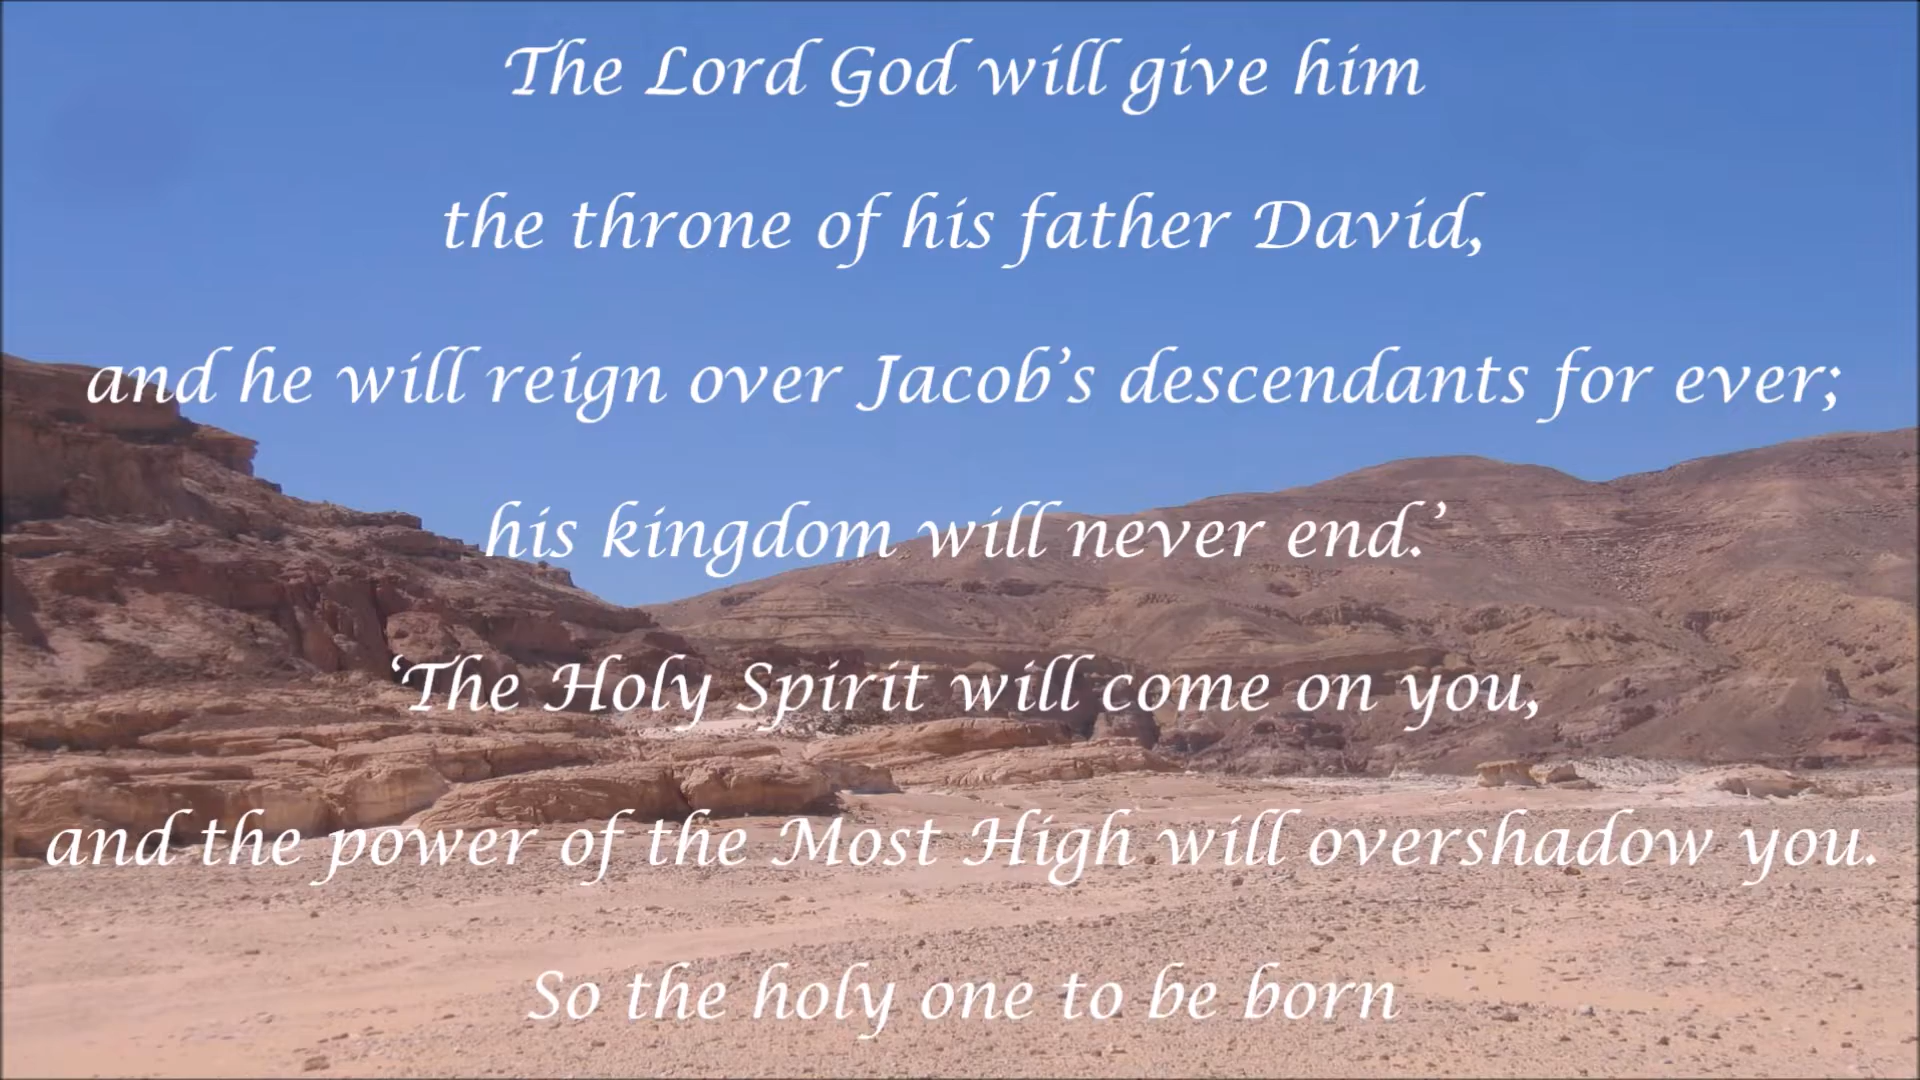 The Lord God will give him
the throne of his father David,
and he will reign over Jacob’s descendants for ever;
his kingdom will never end.’
‘The Holy Spirit will come on you,
and the power of the Most High will overshadow you.
So the holy one to be born